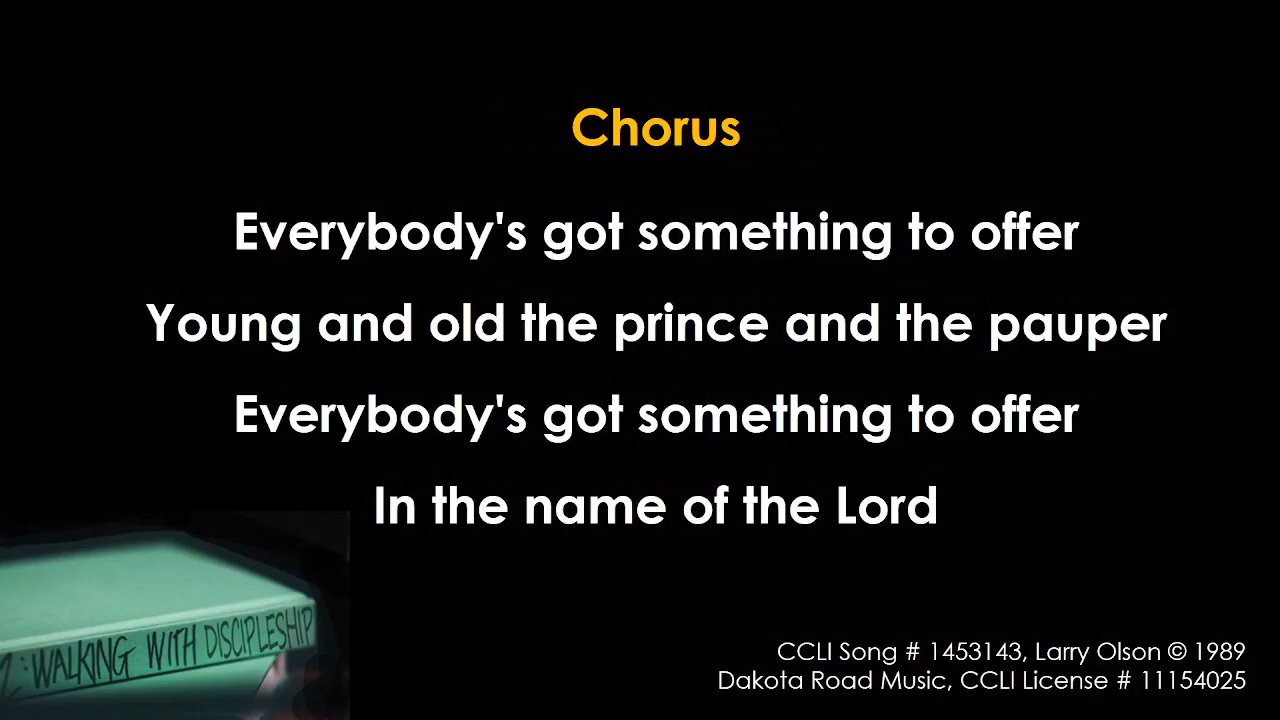 Chorus
Everybody's got something to offer
Young and old the prince and the pauper
Everybody's got something to offer
In the name of the Lord
: WALKING WITH DISCIPLESHIP
CCLI Song # 1453143, Larry Olson © 1989
Dakota Road Music, CCLI License # 11154025